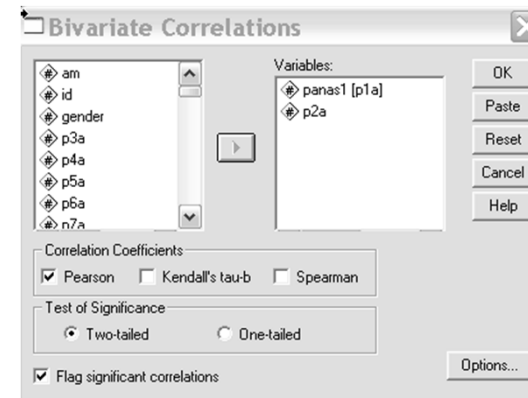 Bivariate Correlations
am
id
gender
p3a
p4a
p5a
p6a
p7a
Variables:
panas1 [p1a]
p2a
OK
Paste
Reset
Cancel
Help
Correlation Coefficients
Pearson Kendall's tau-b Spearman
Test of Significance
Two-tailed One-tailed
Flag significant correlations
Options...